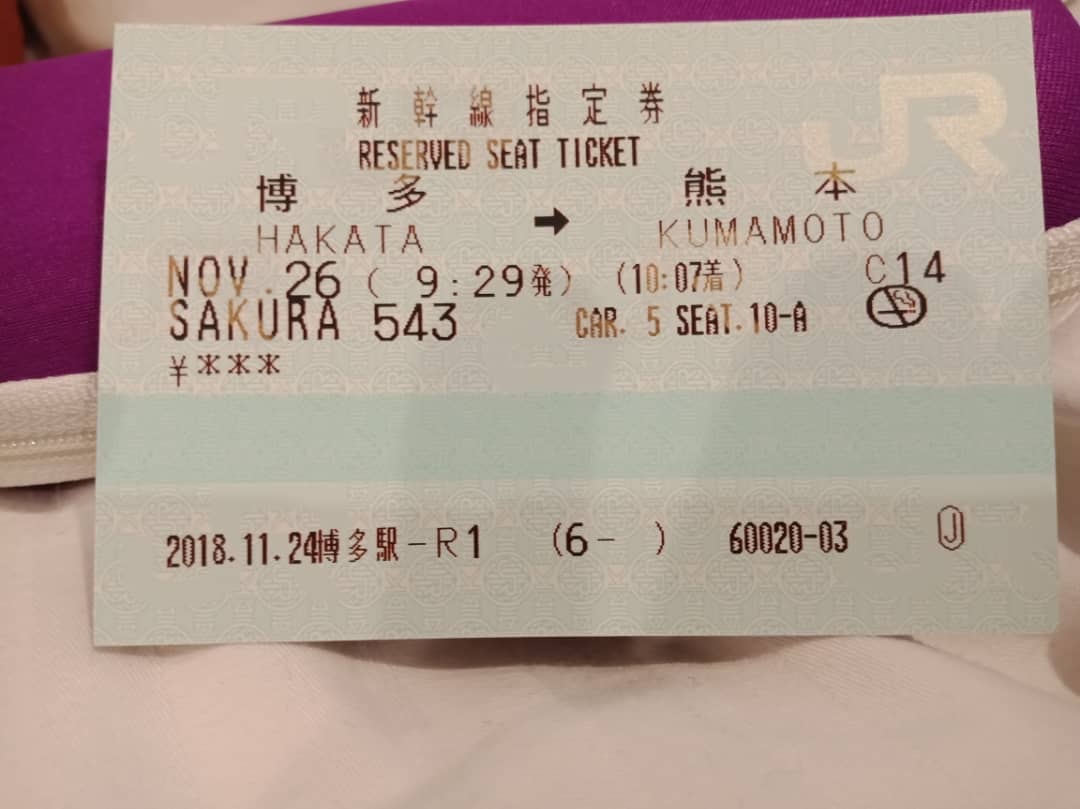 JR
新幹線指定券
RESERVED SEAT TICKET
博多 → 熊本
HAKATA KUMAMOTO
NOV. 26 ( 9:29発) (10:07着) C14
SAKURA 543 CAR. 5 SEAT. 10-A
¥***
2018.11.24博多駅-R1 (6- ) 60020-03 Ⓙ